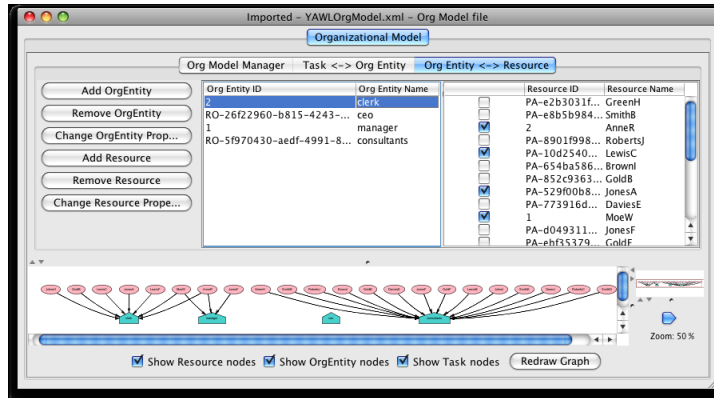 Imported - YAWLOrgModel.xml - Org Model file
Organizational Model
Org Model Manager Task <-> Org Entity Org Entity <-> Resource
Add OrgEntity
Remove OrgEntity
Change OrgEntity Prop...
Add Resource
Remove Resource
Change Resource Prope...
Org Entity ID Org Entity Name
2 clerk
RO-26f22960-b815-4243-... ceo
1 manager
RO-5f970430-aedf-4991-8... consultants
Resource ID Resource Name
PA-e2b3031f... GreenH
PA-e8b5b984... SmithB
2 AnneR
PA-8901f998... RobertsJ
PA-10d2540... LewisC
PA-654ba586... BrownI
PA-852c9363... GoldB
PA-529f00b8... JonesA
PA-773916d... DaviesE
1 MoeW
PA-d049311... JonesF
PA-ebf35379... GoldF
Zoom: 50 %
Show Resource nodes Show OrgEntity nodes Show Task nodes Redraw Graph